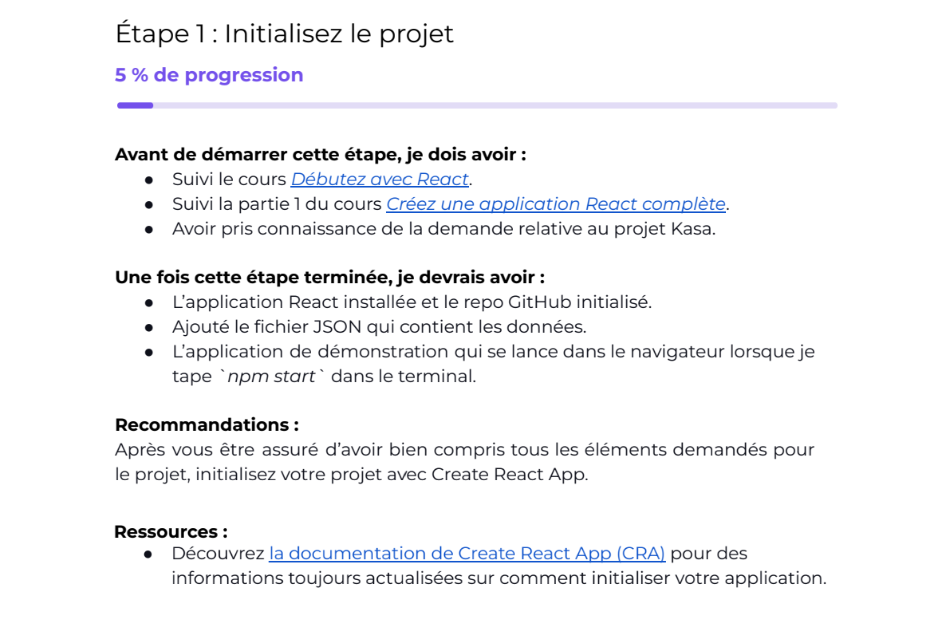 Étape 1 : Initialisez le projet
5 % de progression
Avant de démarrer cette étape, je dois avoir :
● Suivi le cours Débutez avec React.
● Suivi la partie 1 du cours Créez une application React complète.
● Avoir pris connaissance de la demande relative au projet Kasa.
Une fois cette étape terminée, je devrais avoir :
● L’application React installée et le repo GitHub initialisé.
● Ajouté le fichier JSON qui contient les données.
● L’application de démonstration qui se lance dans le navigateur lorsque je
tape `npm start` dans le terminal.
Recommandations :
Après vous être assuré d’avoir bien compris tous les éléments demandés pour
le projet, initialisez votre projet avec Create React App.
Ressources :
● Découvrez la documentation de Create React App (CRA) pour des
informations toujours actualisées sur comment initialiser votre application.